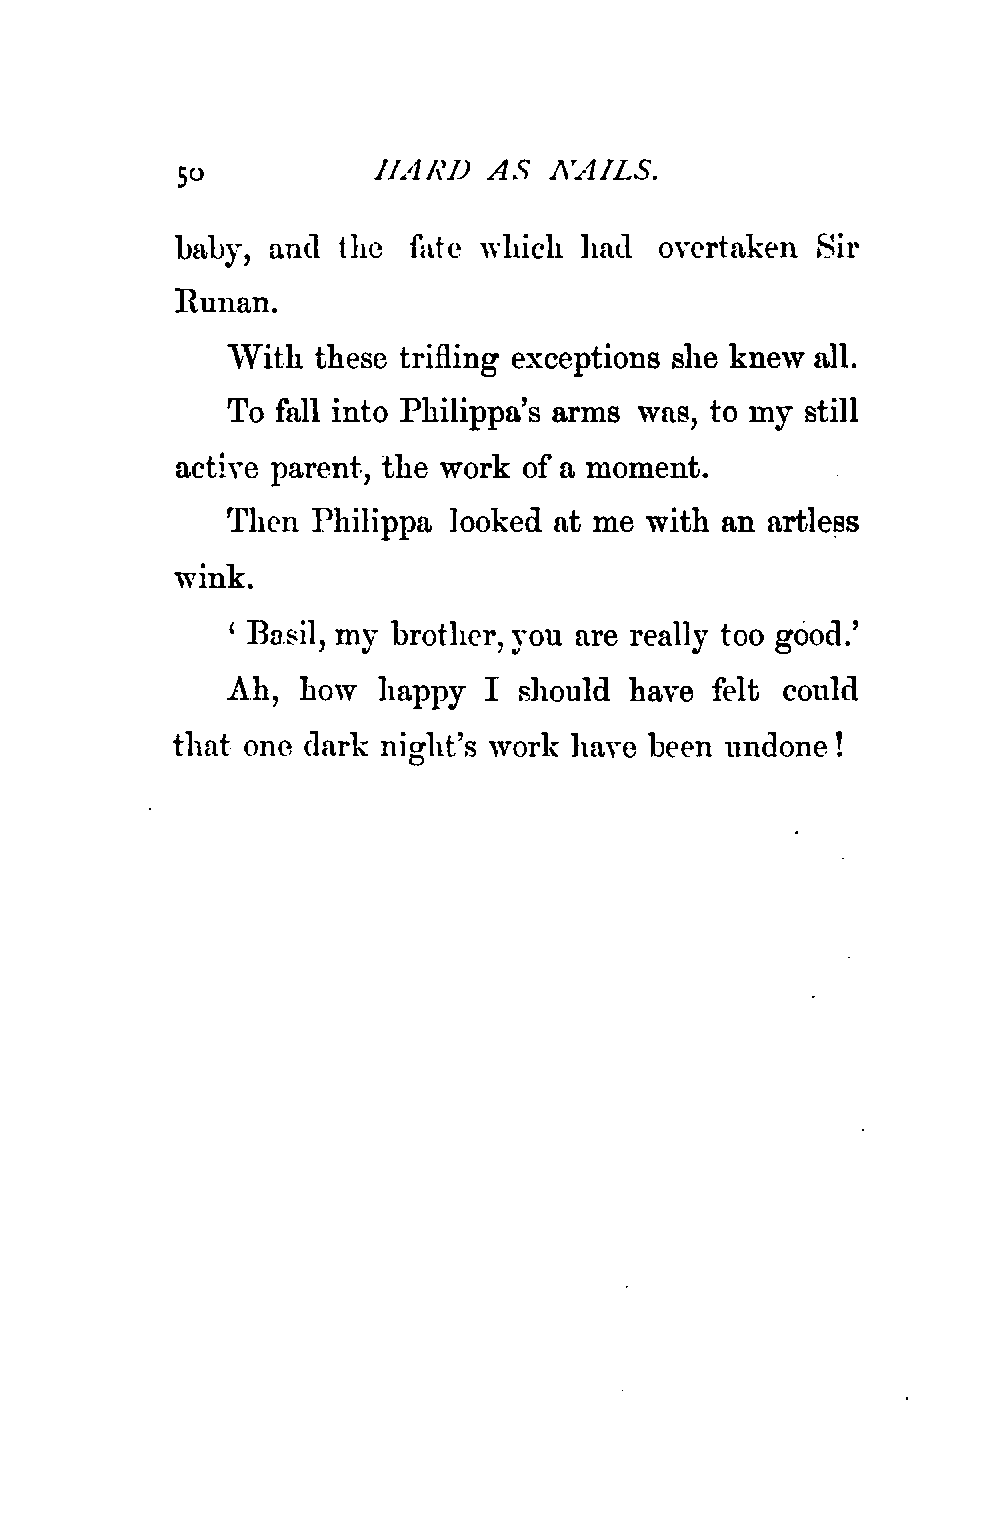 50 HARD AS NAILS.
baby, and the fate which had overtaken Sir
Runan.
With these trifling exceptions she knew all.
To fall into Philippa's arms was, to my still
active parent, the work of a moment.
Then Philippa looked at me with an artless
wink.
‘ Basil, my brother, you are really too good.’
Ah, how happy I should have felt could
that one dark night's work have been undone !